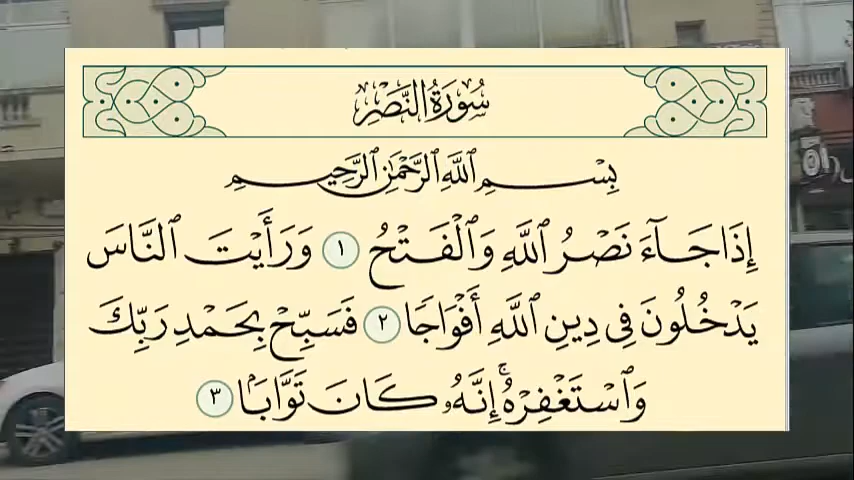 سُورَةُ النَّصْرِ
بِسْمِ ٱللَّهِ ٱلرَّحْمَٰنِ ٱلرَّحِيمِ
إِذَا جَآءَ نَصْرُ ٱللَّهِ وَٱلْفَتْحُ ١ وَرَأَيْتَ ٱلنَّاسَ
يَدْخُلُونَ فِي دِينِ ٱللَّهِ أَفْوَاجًا ٢ فَسَبِّحْ بِحَمْدِ رَبِّكَ
وَٱسْتَغْفِرْهُۚ إِنَّهُۥ كَانَ تَوَّابَۢا ٣